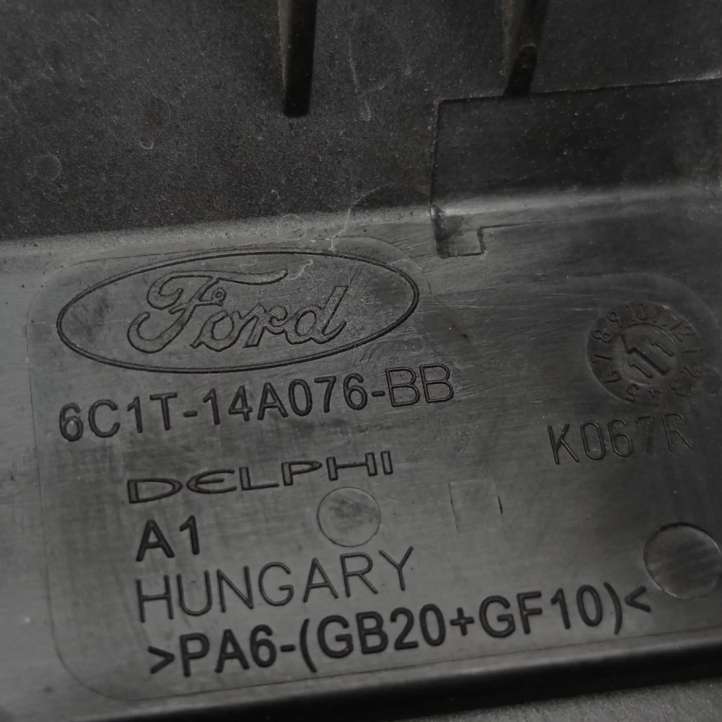 Ford
6C1T-14A076-BB
DELPHI
A1
HUNGARY
>PA6-(GB20+GF10)<
K067R